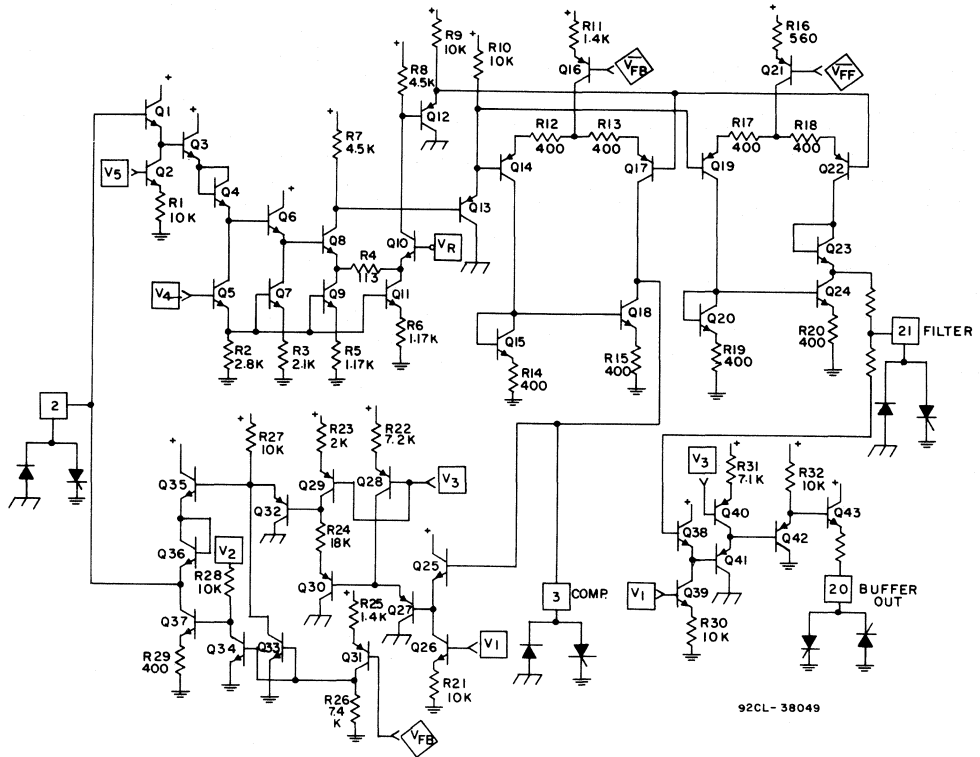 +
R9
10K
+
R10
10K
+
R11
1.4K
Q16
V̅F̅B̅
+
R16
560
Q21
V̅F̅F̅
+
R8
4.5K
Q12
+
Q1
+
Q3
V5
Q2
R1
10K
Q4
+
R7
4.5K
R12
400
R13
400
R17
400
R18
400
Q14
Q17
Q19
Q22
+
Q6
Q13
Q8
Q10
VR
R4
113
Q23
V4
Q5
Q7
Q9
Q11
Q24
R2
2.8K
R3
2.1K
R5
1.17K
R6
1.17K
Q15
Q18
Q20
R14
400
R15
400
R19
400
R20
400
21
FILTER
2
+
R27
10K
+
R23
2K
+
R22
7.2K
+
Q35
Q32
Q29
Q28
V3
Q36
V2
R24
18K
+
Q25
R28
10K
Q30
Q27
Q37
+
R25
1.4K
R29
400
Q34
Q33
Q31
Q26
V1
R21
10K
R26
7.4
K
VFB
3
COMP.
V3
+
R31
7.1K
+
R32
10K
+
Q43
+
Q38
Q40
Q42
Q41
V1
Q39
R30
10K
20
BUFFER
OUT
92CL-38049